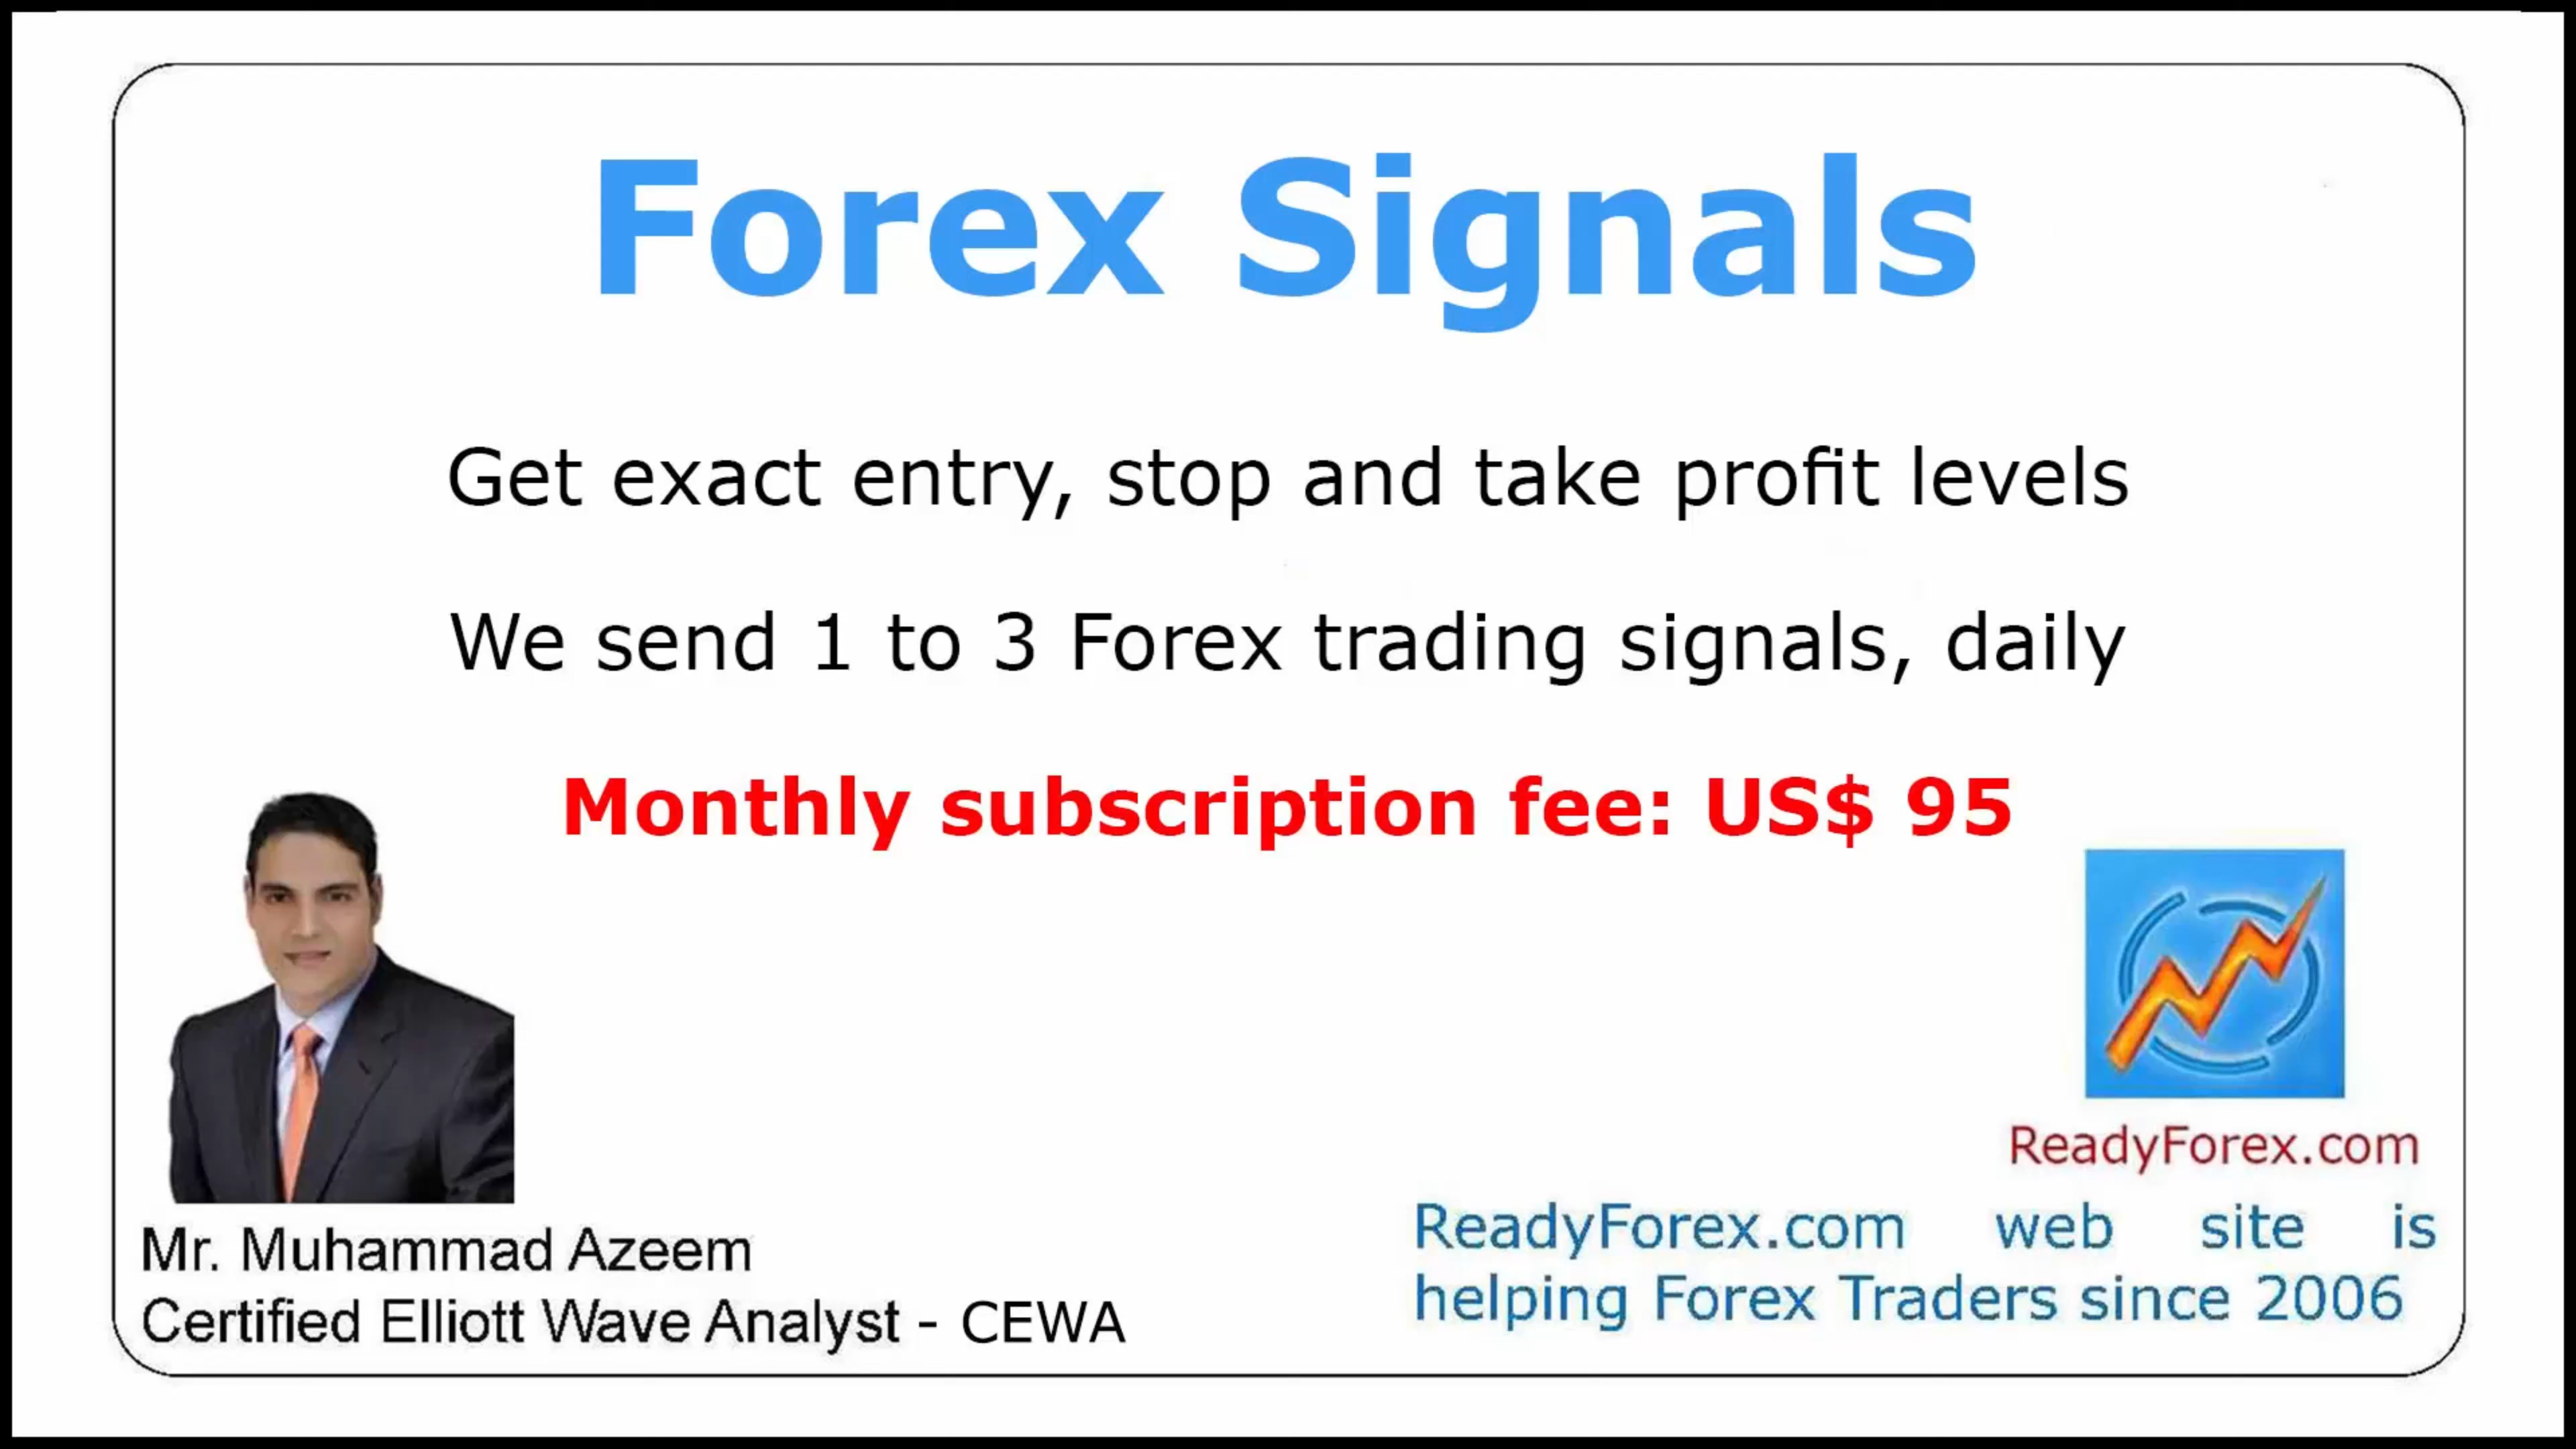 Forex Signals
Get exact entry, stop and take profit levels
We send 1 to 3 Forex trading signals, daily
Monthly subscription fee: US$ 95
ReadyForex.com
Mr. Muhammad Azeem
Certified Elliott Wave Analyst - CEWA
ReadyForex.com web site is
helping Forex Traders since 2006